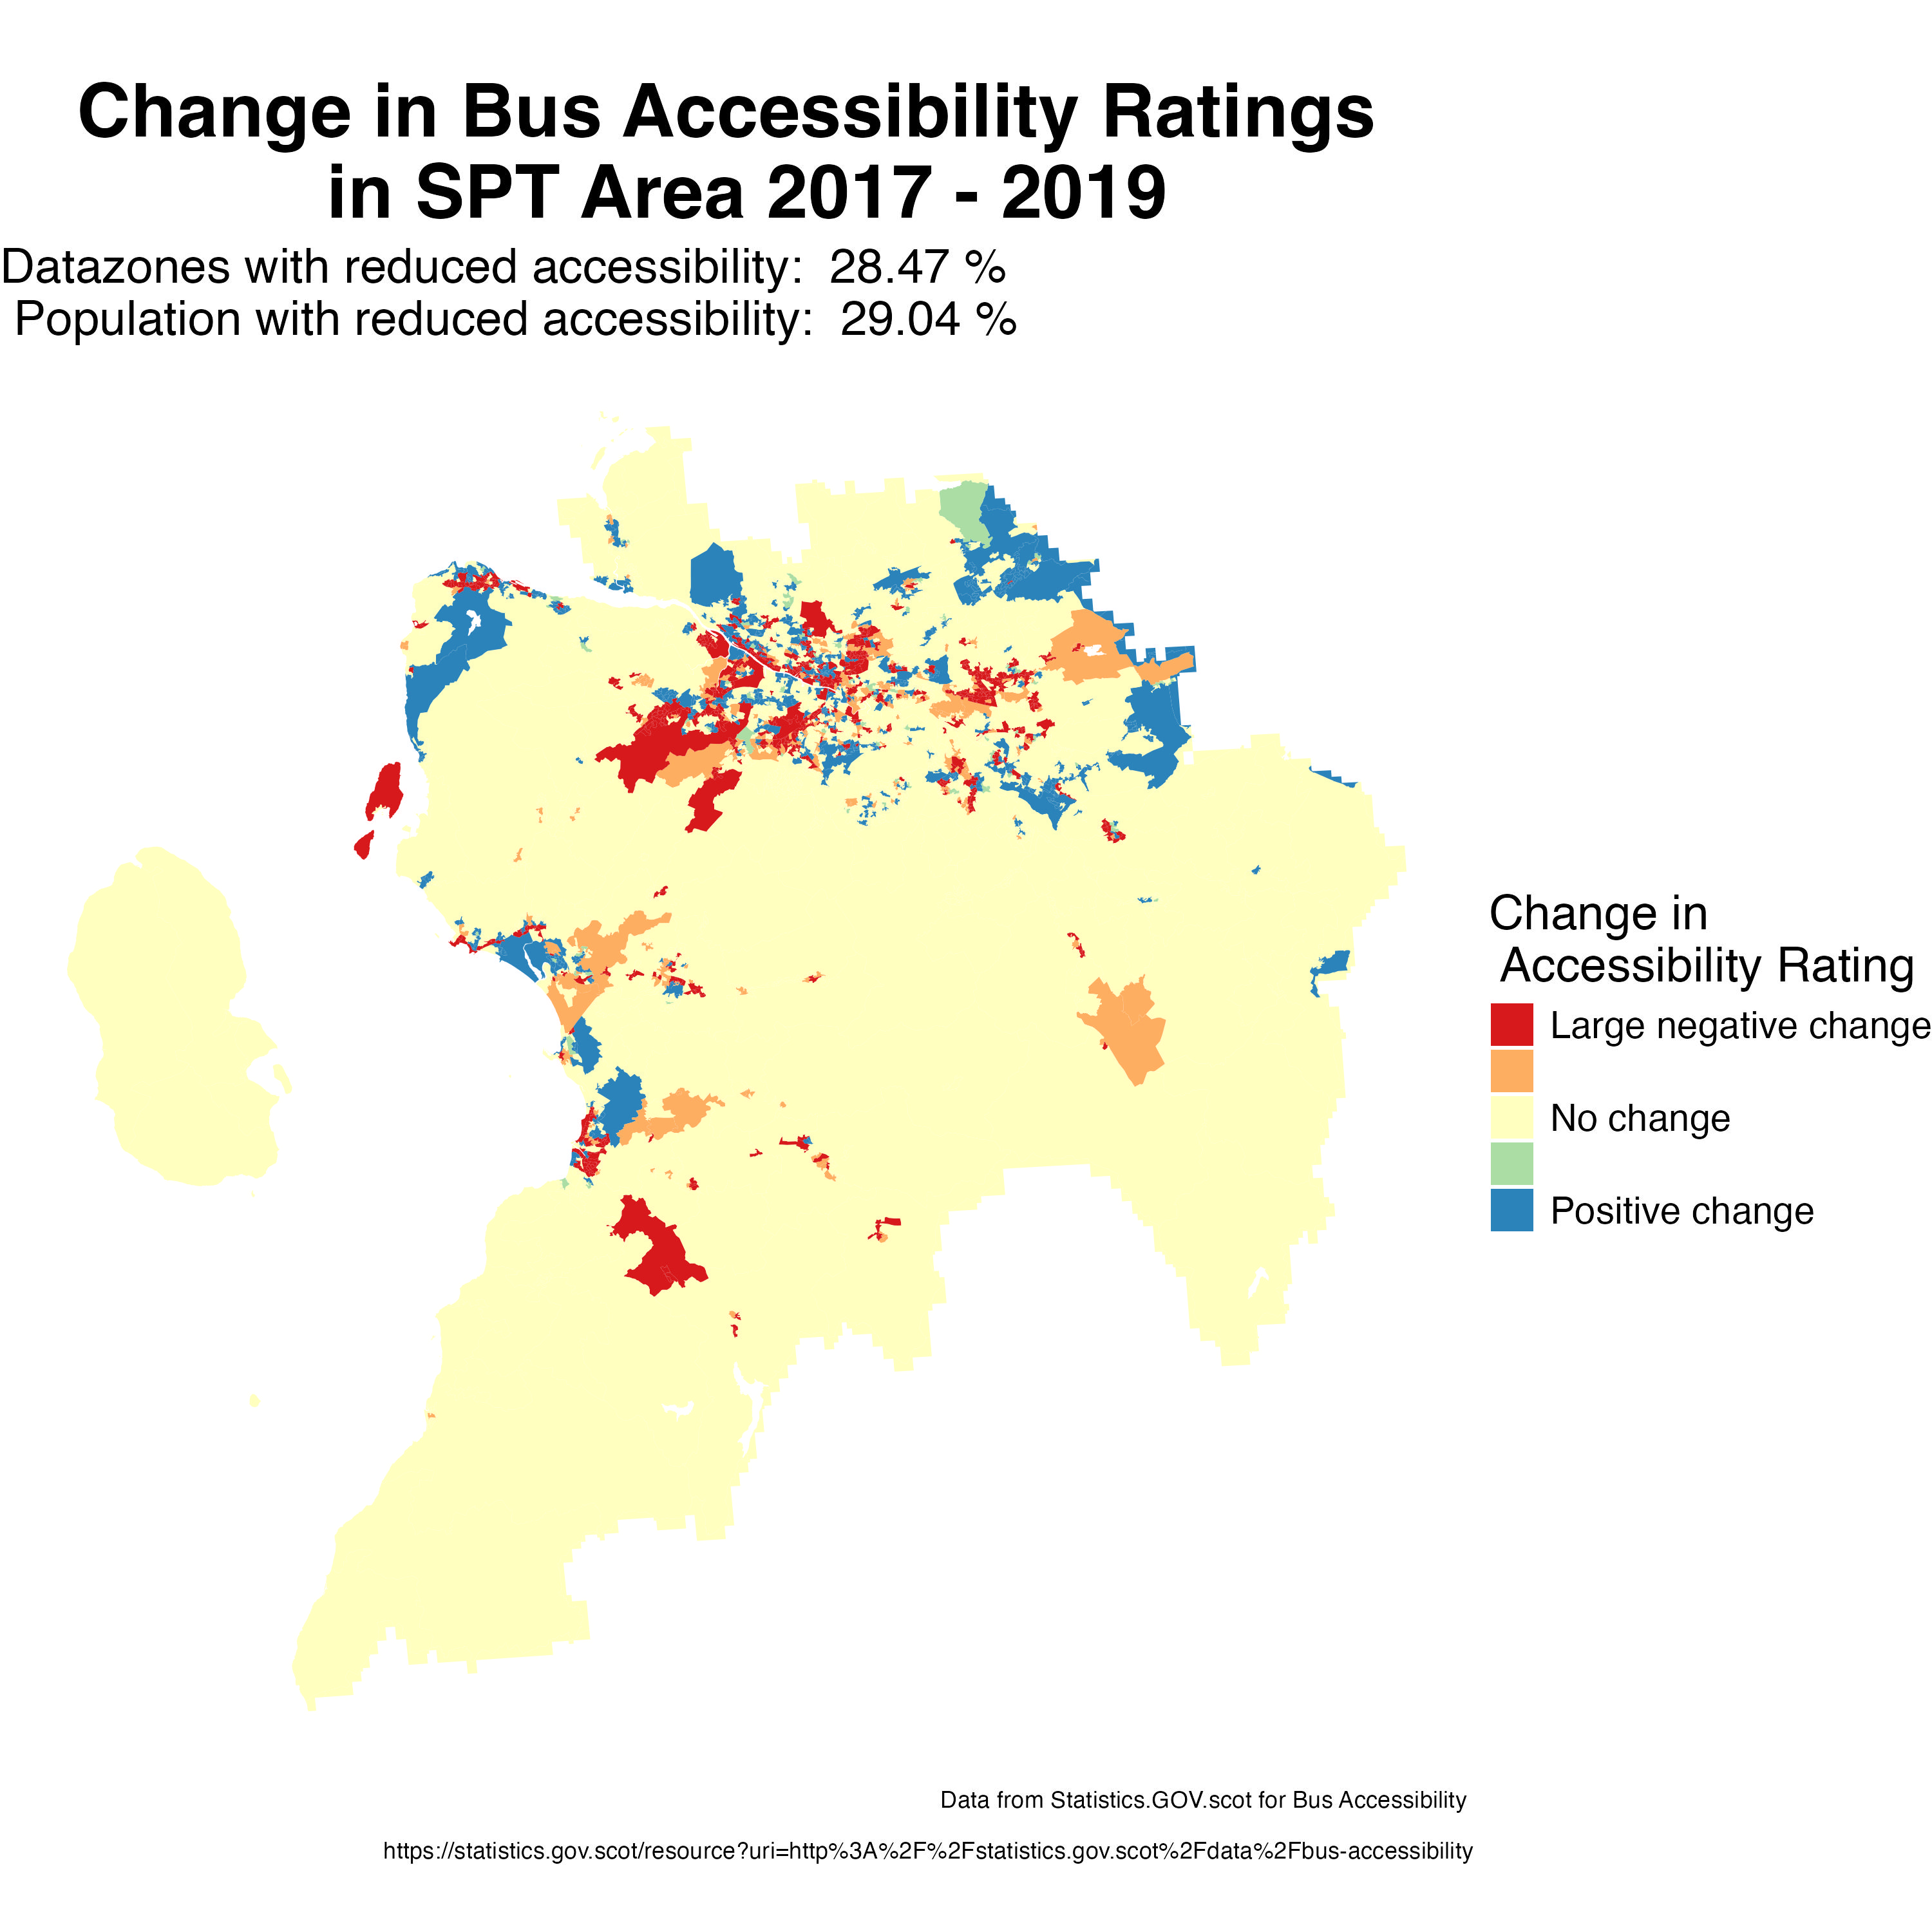 Change in Bus Accessibility Ratings
in SPT Area 2017 - 2019
Datazones with reduced accessibility:  28.47 %
Population with reduced accessibility:  29.04 %
Change in
Accessibility Rating
Large negative change
No change
Positive change
Data from Statistics.GOV.scot for Bus Accessibility
https://statistics.gov.scot/resource?uri=http%3A%2F%2Fstatistics.gov.scot%2Fdata%2Fbus-accessibility